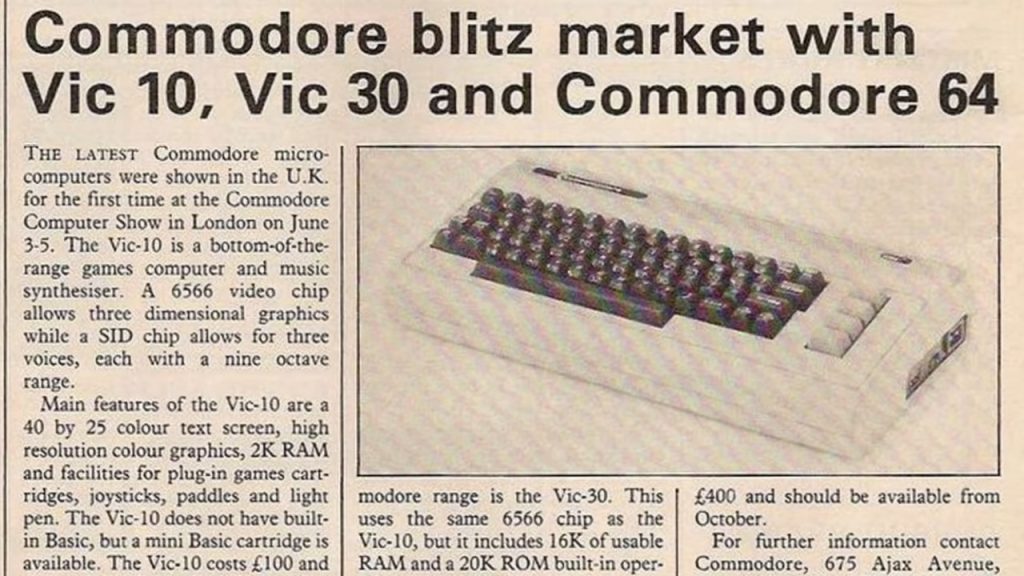 Commodore blitz market with
Vic 10, Vic 30 and Commodore 64
THE LATEST Commodore micro-
computers were shown in the U.K.
for the first time at the Commodore
Computer Show in London on June
3-5. The Vic-10 is a bottom-of-the-
range games computer and music
synthesiser. A 6566 video chip
allows three dimensional graphics
while a SID chip allows for three
voices, each with a nine octave
range.
Main features of the Vic-10 are a
40 by 25 colour text screen, high
resolution colour graphics, 2K RAM
and facilities for plug-in games cart-
ridges, joysticks, paddles and light
pen. The Vic-10 does not have built-
in Basic, but a mini Basic cartridge is
available. The Vic-10 costs £100 and
modore range is the Vic-30. This
uses the same 6566 chip as the
Vic-10, but it includes 16K of usable
RAM and a 20K ROM built-in oper-
£400 and should be available from
October.
For further information contact
Commodore, 675 Ajax Avenue,